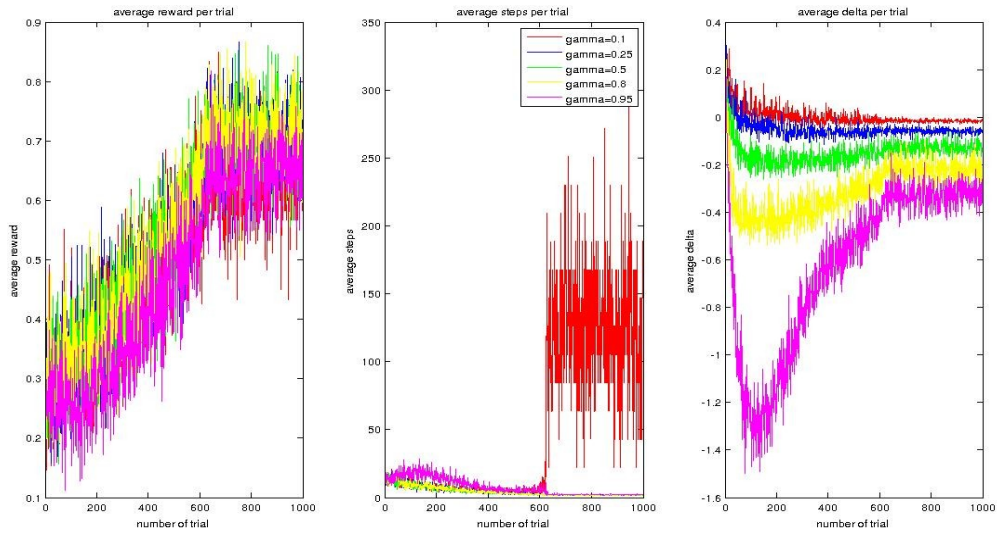 average reward per trial
0.9
0.8
0.7
0.6
0.5
0.4
0.3
0.2
0.1
average reward
0 200 400 600 800 1000
number of trial
average steps per trial
350
300
250
200
150
100
50
0
average steps
gamma=0.1
gamma=0.25
gamma=0.5
gamma=0.8
gamma=0.95
0 200 400 600 800 1000
number of trial
average delta per trial
0.4
0.2
0
-0.2
-0.4
-0.6
-0.8
-1
-1.2
-1.4
-1.6
average delta
0 200 400 600 800 1000
number of trial